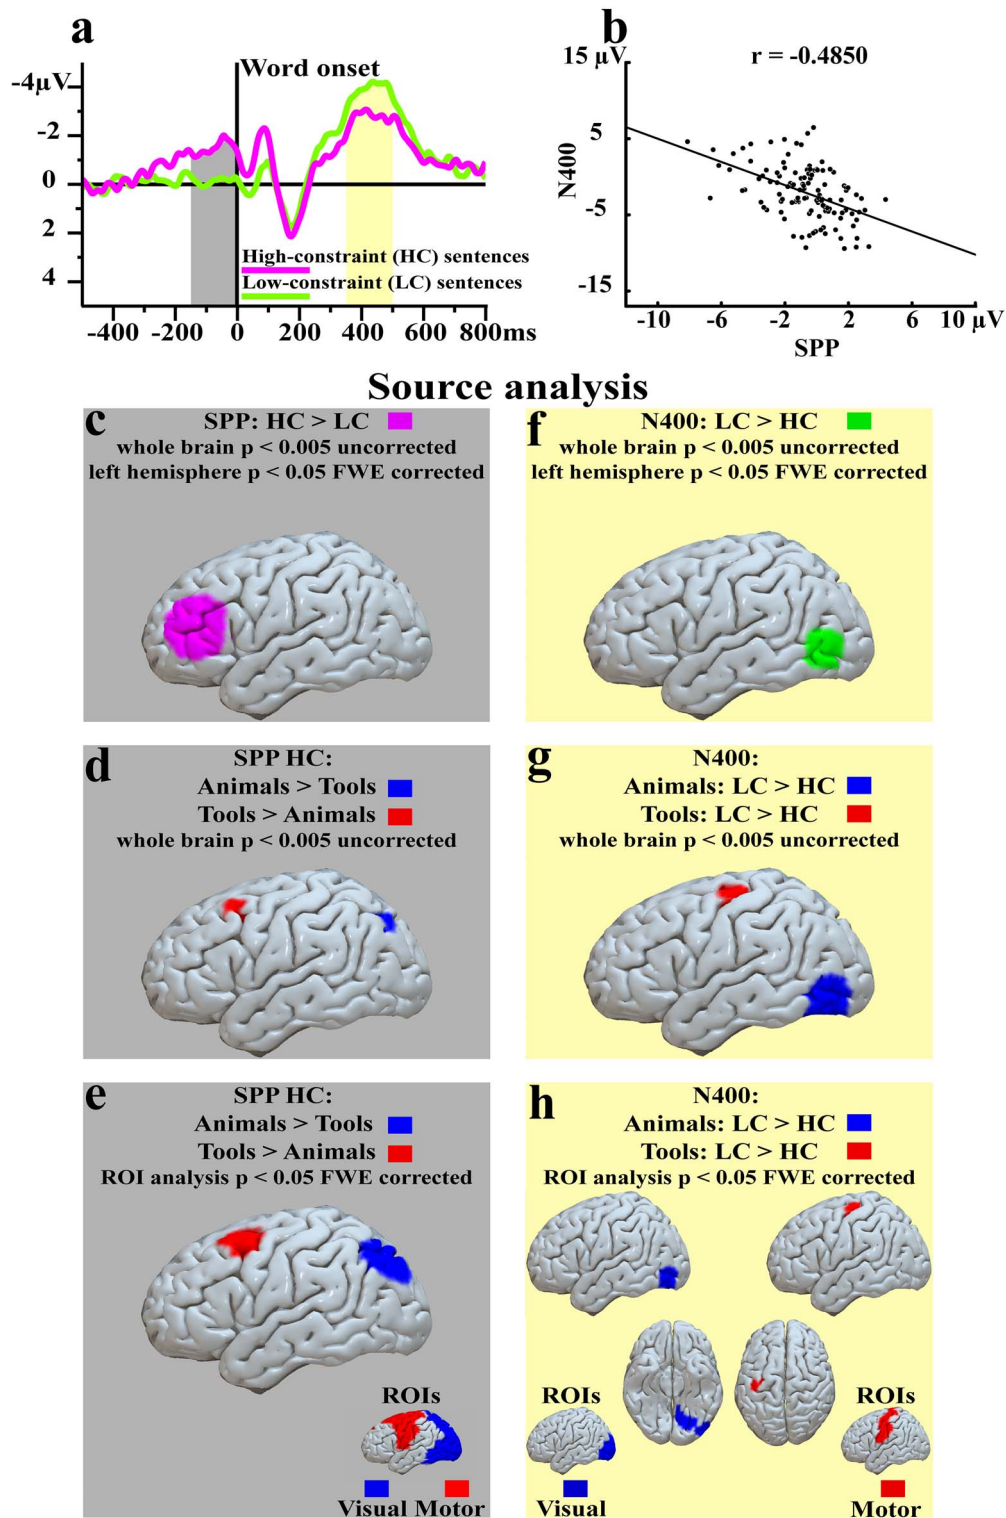 a
-4μV
-2
0
2
4
Word onset
High-constraint (HC) sentences
Low-constraint (LC) sentences
-400 -200 0 200 400 600 800ms
b
15 μV
5
-5
-15
N400
r = -0.4850
-10 -6 -2 2 6 10 μV
SPP
Source analysis
c
SPP: HC > LC
whole brain p < 0.005 uncorrected
left hemisphere p < 0.05 FWE corrected
f
N400: LC > HC
whole brain p < 0.005 uncorrected
left hemisphere p < 0.05 FWE corrected
d
SPP HC:
Animals > Tools
Tools > Animals
whole brain p < 0.005 uncorrected
g
N400:
Animals: LC > HC
Tools: LC > HC
whole brain p < 0.005 uncorrected
e
SPP HC:
Animals > Tools
Tools > Animals
ROI analysis p < 0.05 FWE corrected
ROIs
Visual Motor
h
N400:
Animals: LC > HC
Tools: LC > HC
ROI analysis p < 0.05 FWE corrected
ROIs
Visual
ROIs
Motor